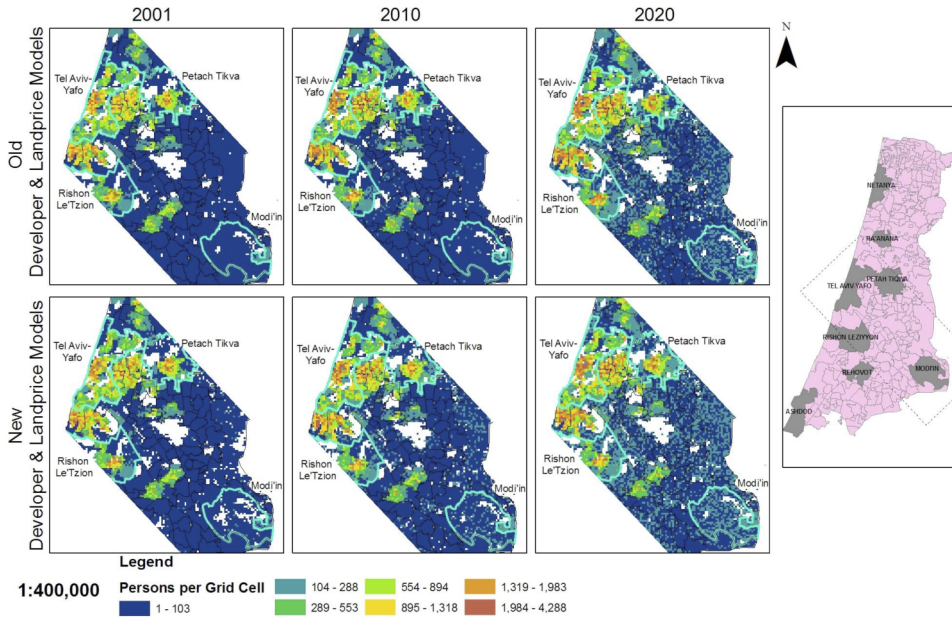 2001
2010
2020
N
Old
Developer & Landprice Models
Tel Aviv-
Yafo
Petach Tikva
Rishon
Le'Tzion
Modi'in
Tel Aviv-
Yafo
Petach Tikva
Rishon
Le'Tzion
Modi'in
Tel Aviv-
Yafo
Petach Tikva
Rishon
Le'Tzion
Modi'in
New
Developer & Landprice Models
Tel Aviv-
Yafo
Petach Tikva
Rishon
Le'Tzion
Modi'in
Tel Aviv-
Yafo
Petach Tikva
Rishon
Le'Tzion
Modi'in
Tel Aviv-
Yafo
Petach Tikva
Rishon
Le'Tzion
Modi'in
NETANYA
RA'ANANA
PETAH TIQWA
TEL AVIV YAFO
RISHON LEZIYYON
REHOVOT
MODI'IN
ASHDOD
Legend
1:400,000
Persons per Grid Cell
1 - 103
104 - 288
289 - 553
554 - 894
895 - 1,318
1,319 - 1,983
1,984 - 4,288